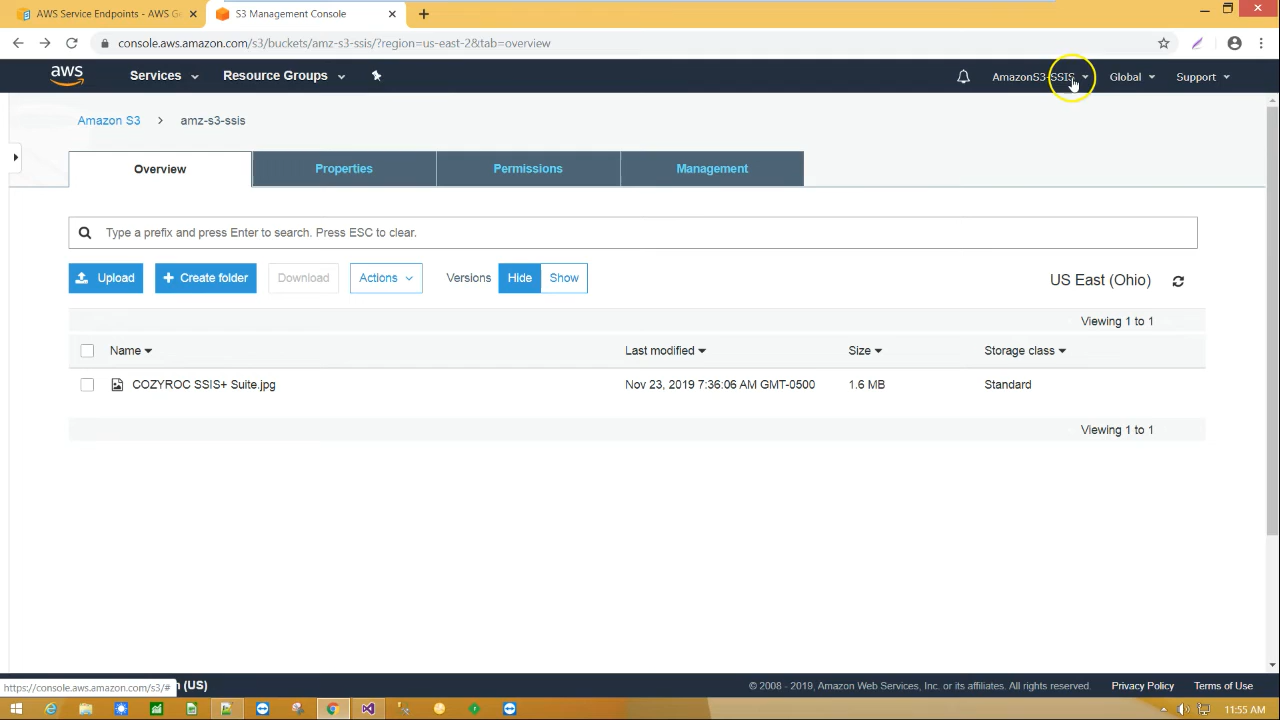 AWS Service Endpoints - AWS G
S3 Management Console
console.aws.amazon.com/s3/buckets/amz-s3-ssis/?region=us-east-2&tab=overview
aws Services Resource Groups AmazonS3-SSIS Global Support
Amazon S3 > amz-s3-ssis
Overview Properties Permissions Management
Type a prefix and press Enter to search. Press ESC to clear.
Upload + Create folder Download Actions Versions Hide Show US East (Ohio)
Viewing 1 to 1
Name Last modified Size Storage class
COZYROC SSIS+ Suite.jpg Nov 23, 2019 7:36:06 AM GMT-0500 1.6 MB Standard
Viewing 1 to 1
https://console.aws.amazon.com/s3/# (US) © 2008 - 2019, Amazon Web Services, Inc. or its affiliates. All rights reserved. Privacy Policy Terms of Use
11:55 AM